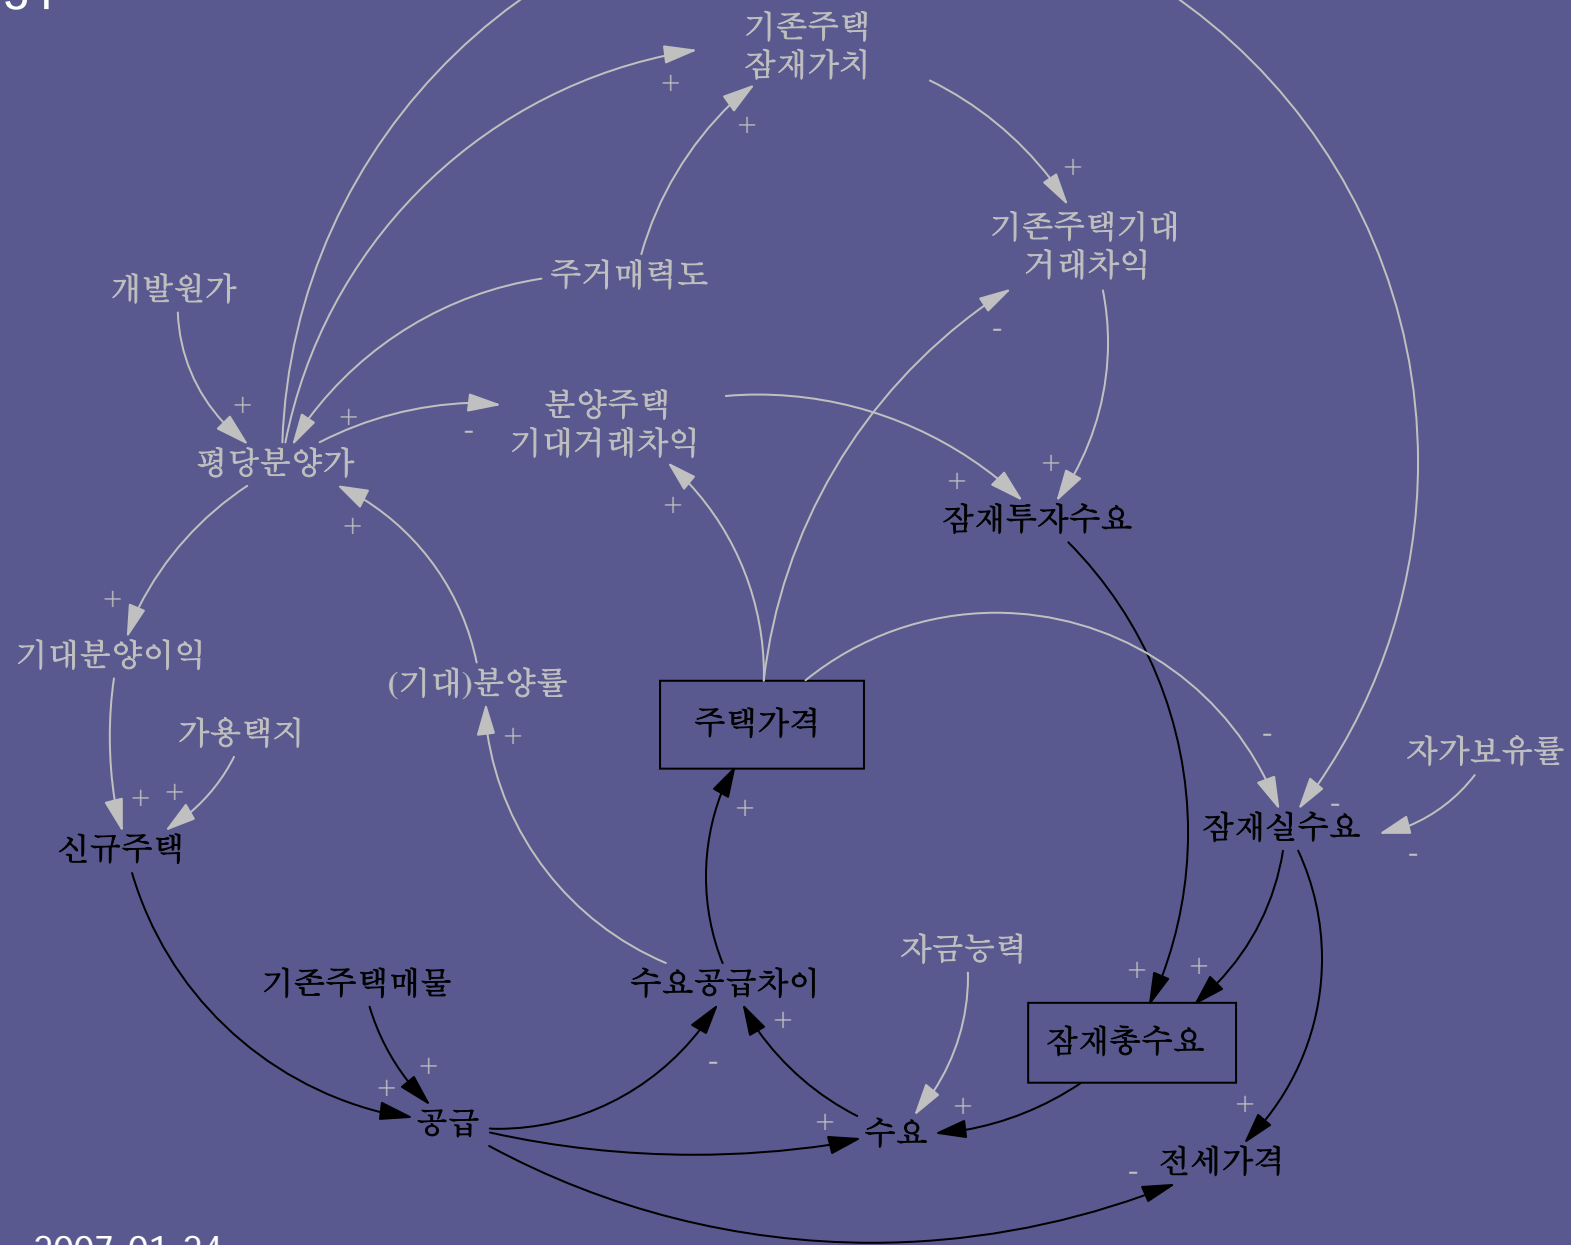 기존주택
잠재가치
+
+
+
기존주택기대
거래차익
주거매력도
개발원가
-
+
+
분양주택
기대거래차익
-
평당분양가
+
+
+
잠재투자수요
+
+
기대분양이익
(기대)분양률
가용택지
+
주택가격
-
자가보유률
+
+
+
-
잠재실수요
신규주택
-
자금능력
+
+
기존주택매물
수요공급차이
+
잠재총수요
-
+
+
공급
+
+
+
수요
전세가격
-